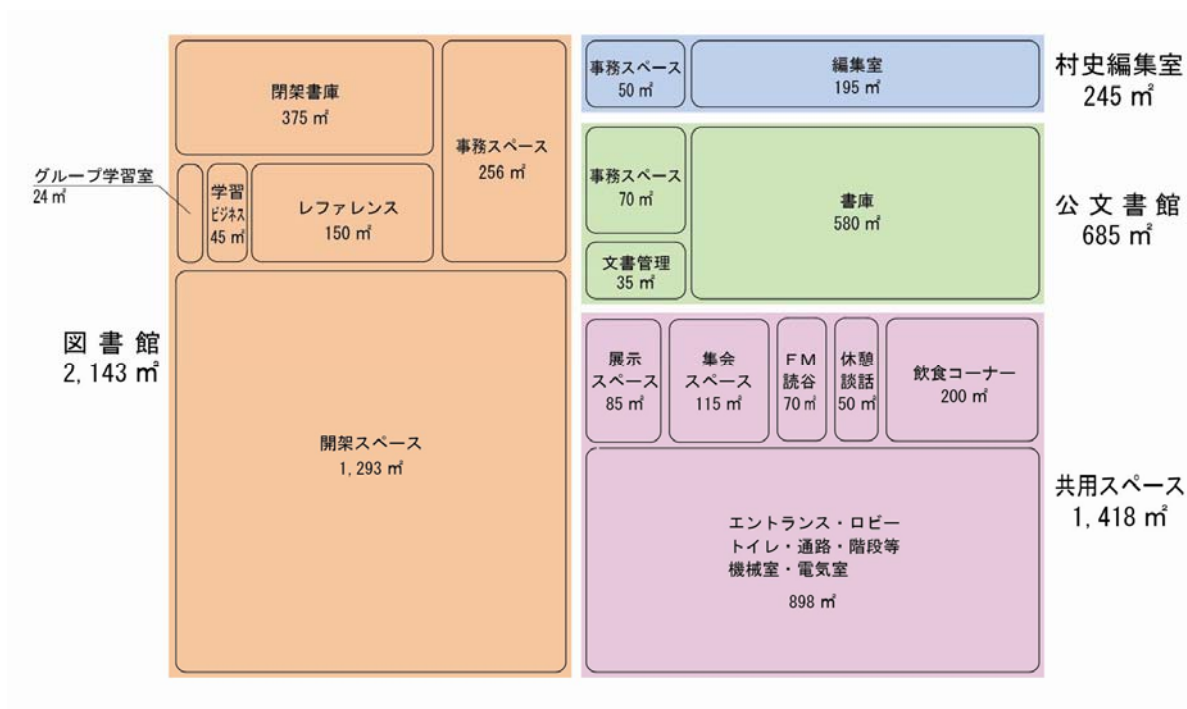 閉架書庫
375 ㎡
事務スペース
256 ㎡
グループ学習室
24 ㎡
学習
ビジネス
45 ㎡
レファレンス
150 ㎡
図書館
2,143 ㎡
開架スペース
1,293 ㎡
事務スペース
50 ㎡
編集室
195 ㎡
村史編集室
245 ㎡
事務スペース
70 ㎡
文書管理
35 ㎡
書庫
580 ㎡
公文書館
685 ㎡
展示
スペース
85 ㎡
集会
スペース
115 ㎡
FM
読谷
70 ㎡
休憩
談話
50 ㎡
飲食コーナー
200 ㎡
共用スペース
1,418 ㎡
エントランス・ロビー
トイレ・通路・階段等
機械室・電気室
898 ㎡